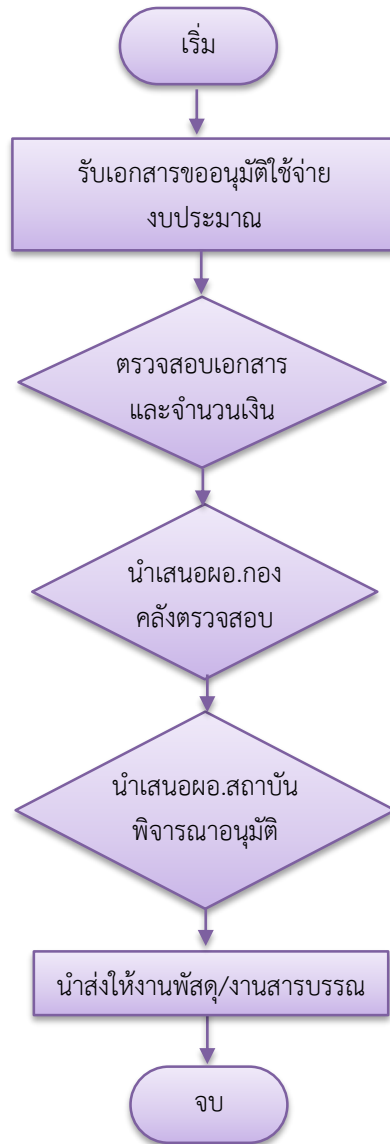 เริ่ม
รับเอกสารขออนุมัติใช้จ่าย
งบประมาณ
ตรวจสอบเอกสาร
และจำนวนเงิน
นำเสนอผอ.กอง
คลังตรวจสอบ
นำเสนอผอ.สถาบัน
พิจารณาอนุมัติ
นำส่งให้งานพัสดุ/งานสารบรรณ
จบ